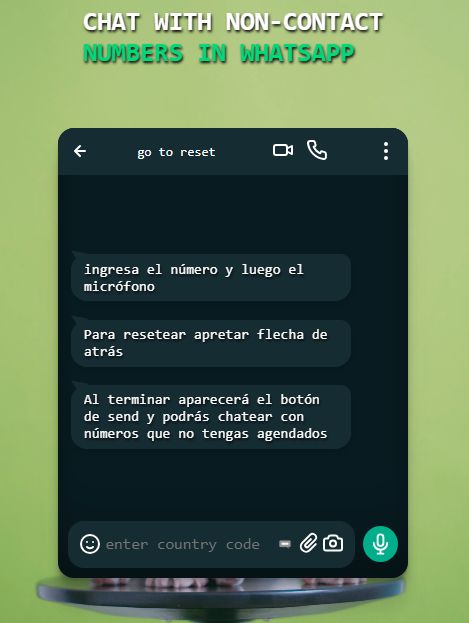 CHAT WITH NON-CONTACT
NUMBERS IN WHATSAPP
go to reset
ingresa el número y luego el
micrófono
Para resetear apretar flecha de
atrás
Al terminar aparecerá el botón
de send y podrás chatear con
números que no tengas agendados
enter country code